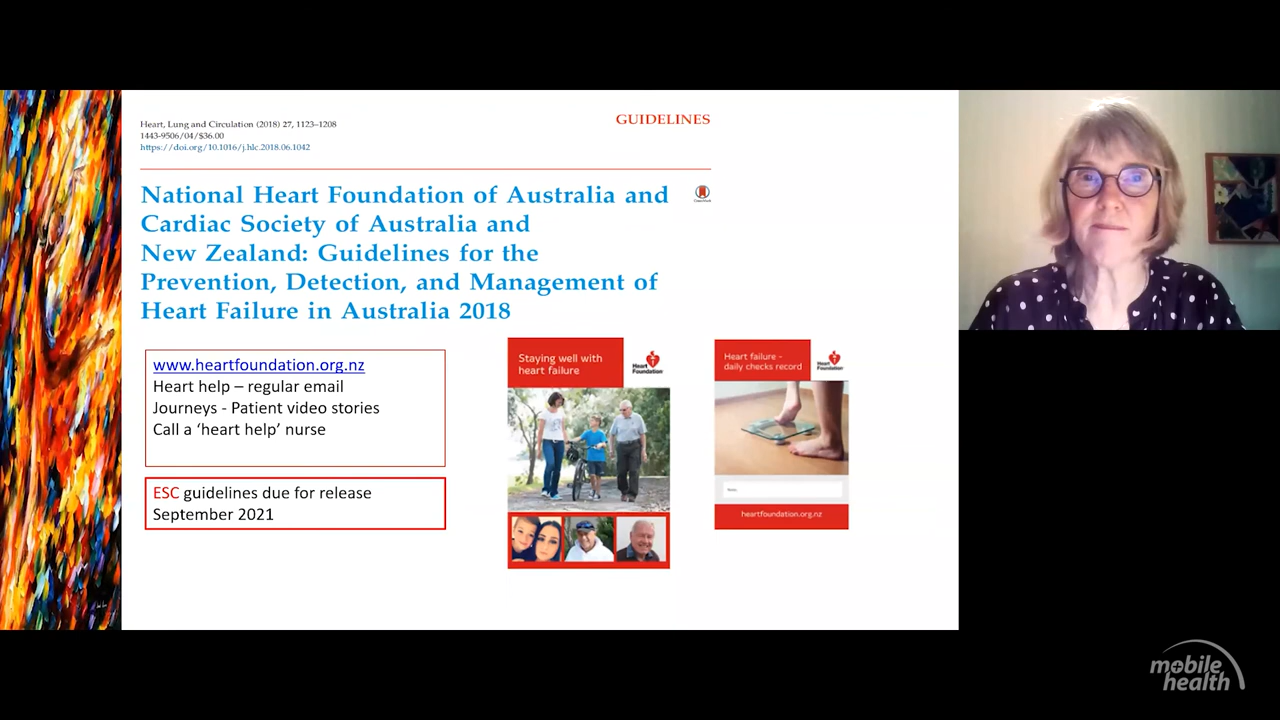 Heart, Lung and Circulation (2018) 27, 1123–1208
1443-9506/04/$36.00
https://doi.org/10.1016/j.hlc.2018.06.1042
GUIDELINES
National Heart Foundation of Australia and
Cardiac Society of Australia and
New Zealand: Guidelines for the
Prevention, Detection, and Management of
Heart Failure in Australia 2018
www.heartfoundation.org.nz
Heart help – regular email
Journeys - Patient video stories
Call a ‘heart help’ nurse
ESC guidelines due for release
September 2021
Staying well with
heart failure
Heart
Foundation
Heart failure -
daily checks record
Heart
Foundation
heartfoundation.org.nz
mobile
health